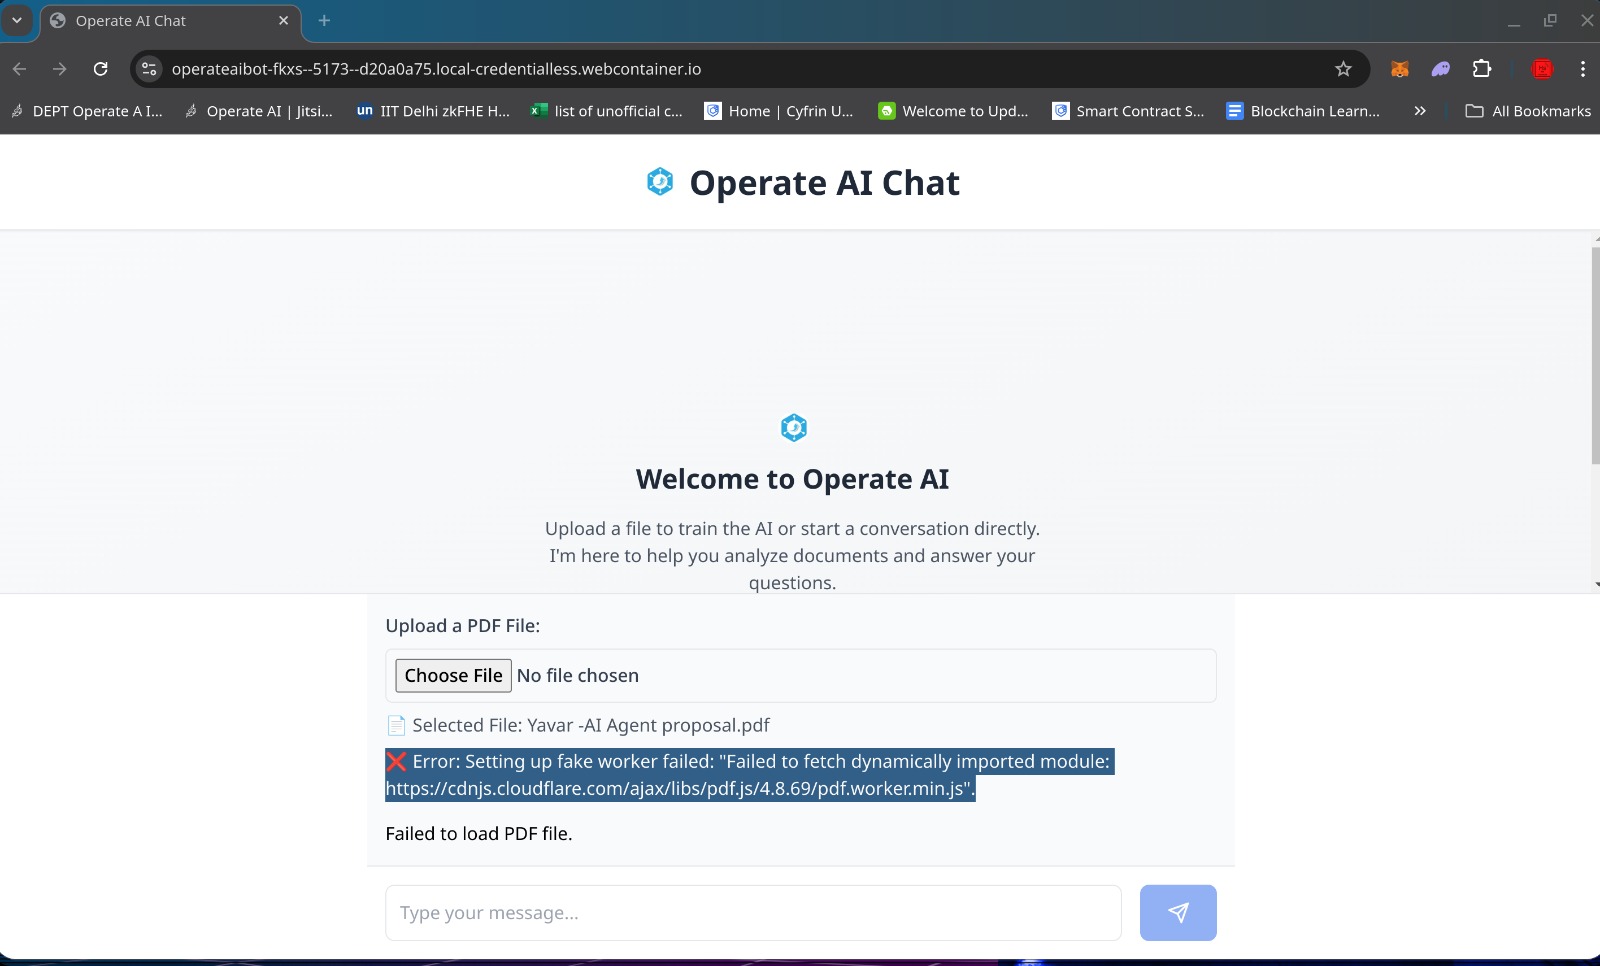 Operate AI Chat
operateaibot-fkxs--5173--d20a0a75.local-credentialless.webcontainer.io
DEPT Operate A I... Operate AI | Jitsi... un IIT Delhi zkFHE H... list of unofficial c... Home | Cyfrin U... Welcome to Upd... Smart Contract S... Blockchain Learn... » All Bookmarks
Operate AI Chat
Welcome to Operate AI
Upload a file to train the AI or start a conversation directly.
I'm here to help you analyze documents and answer your
questions.
Upload a PDF File:
Choose File No file chosen
📄 Selected File: Yavar -AI Agent proposal.pdf
❌ Error: Setting up fake worker failed: "Failed to fetch dynamically imported module:
https://cdnjs.cloudflare.com/ajax/libs/pdf.js/4.8.69/pdf.worker.min.js".
Failed to load PDF file.
Type your message...